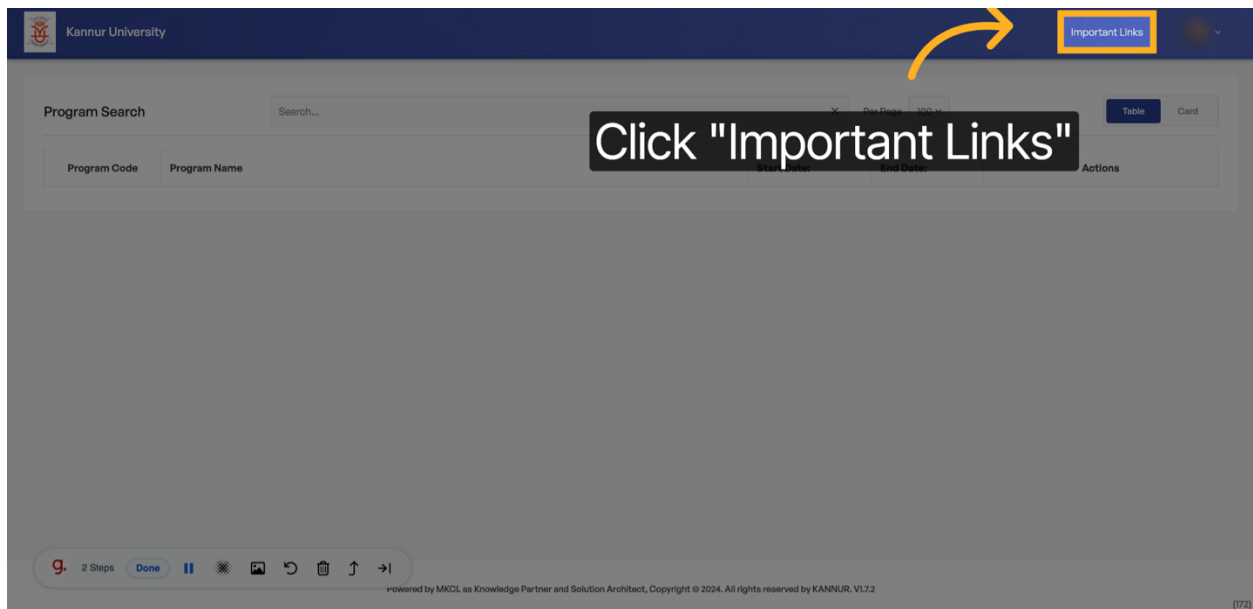 Kannur University
Important Links
Program Search
Search...
Per Page 100
Table Card
Click "Important Links"
Program Code Program Name Start Date: End Date: Actions
g. 2 Steps Done
Powered by MKCL as Knowledge Partner and Solution Architect, Copyright © 2024. All rights reserved by KANNUR. V1.7.2
(172)